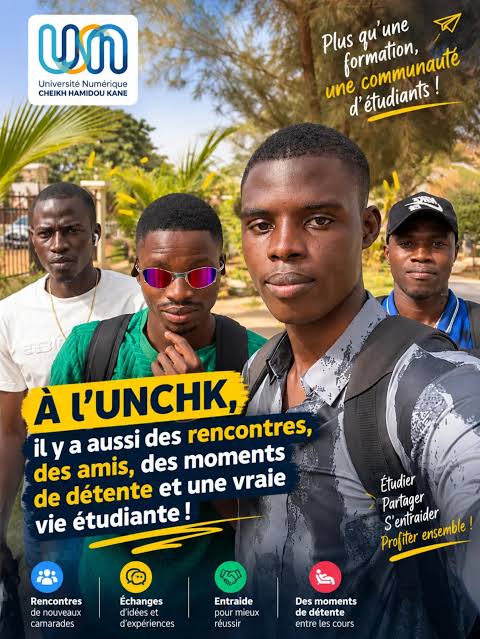 Université Numérique
CHEIKH HAMIDOU KANE
Plus qu'une
formation,
une communauté
d'étudiants !
À L'UNCHK,
il y a aussi des rencontres,
des amis, des moments
de détente et une vraie
vie étudiante !
Étudier
Partager
S'entraider
Profiter ensemble !
Rencontres
de nouveaux
camarades
Échanges
d'idées et
d'expériences
Entraide
pour mieux
réussir
Des moments
de détente
entre les cours